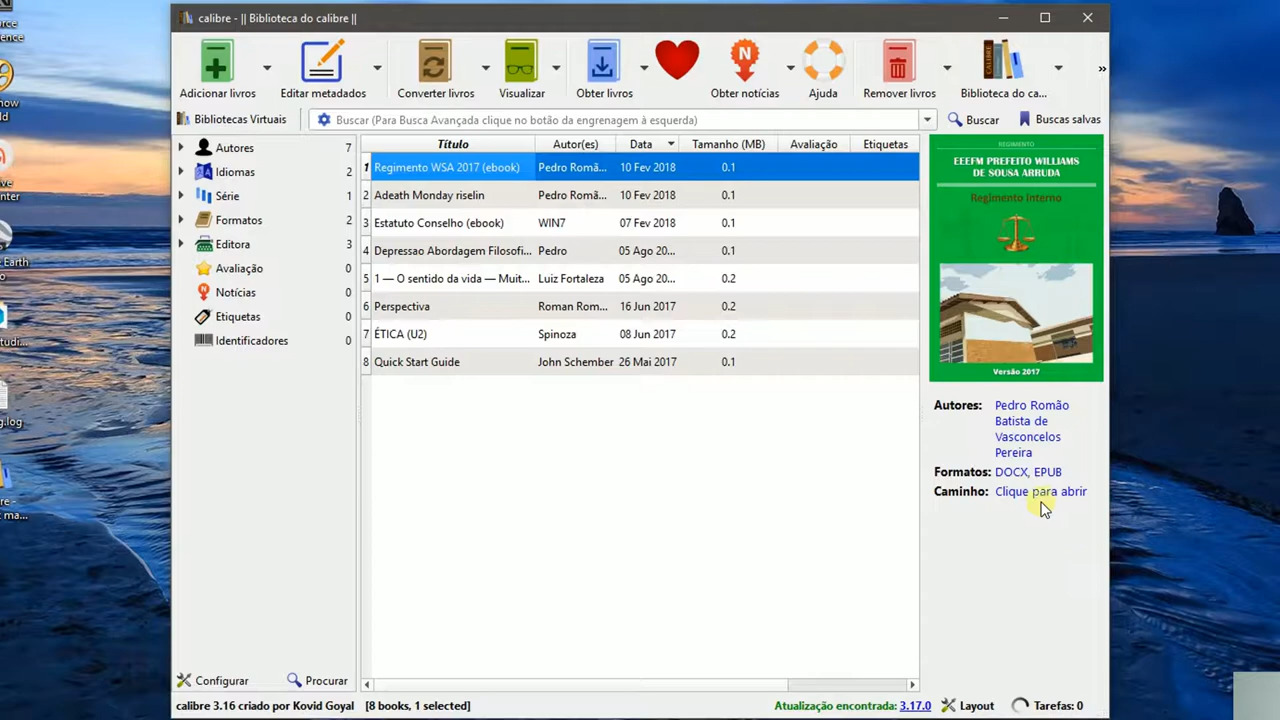 calibre - || Biblioteca do calibre ||
Adicionar livros
Editar metadados
Converter livros
Visualizar
Obter livros
Obter notícias
Ajuda
Remover livros
Biblioteca do ca...
»
Bibliotecas Virtuais
Buscar (Para Busca Avançada clique no botão da engrenagem à esquerda)
Buscar
Buscas salvas
Autores 7
Idiomas 2
Série 1
Formatos 2
Editora 3
Avaliação 0
Notícias 0
Etiquetas 0
Identificadores 0
Título Autor(es) Data Tamanho (MB) Avaliação Etiquetas
1 Regimento WSA 2017 (ebook) Pedro Romã... 10 Fev 2018 0.1
2 Adeath Monday riselin Pedro Romã... 10 Fev 2018 0.1
3 Estatuto Conselho (ebook) WIN7 07 Fev 2018 0.1
4 Depressao Abordagem Filosofi... Pedro 05 Ago 20... 0.1
5 1 — O sentido da vida — Muit... Luiz Fortaleza 05 Ago 20... 0.2
6 Perspectiva Roman Rom... 16 Jun 2017 0.2
7 ÉTICA (U2) Spinoza 08 Jun 2017 0.2
8 Quick Start Guide John Schember 26 Mai 2017 0.1
REGIMENTO
EEEFM PREFEITO WILLIAMS
DE SOUSA ARRUDA
Regimento Interno
Versão 2017
Autores: Pedro Romão
Batista de
Vasconcelos
Pereira
Formatos: DOCX, EPUB
Caminho: Clique para abrir
Configurar
Procurar
calibre 3.16 criado por Kovid Goyal [8 books, 1 selected]
Atualização encontrada: 3.17.0
Layout
Tarefas: 0